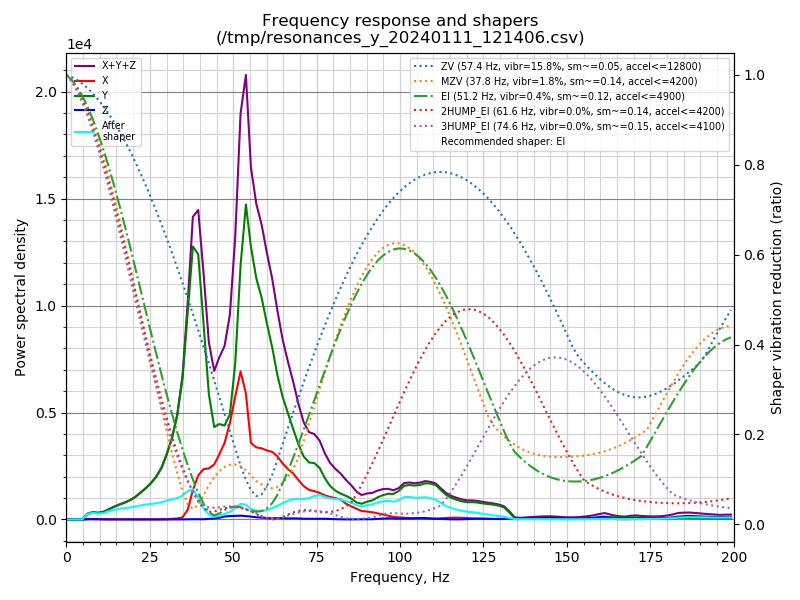 Frequency response and shapers
(/tmp/resonances_y_20240111_121406.csv)
1e4
X+Y+Z
X
Y
Z
After
shaper
ZV (57.4 Hz, vibr=15.8%, sm~=0.05, accel<=12800)
MZV (37.8 Hz, vibr=1.8%, sm~=0.14, accel<=4200)
EI (51.2 Hz, vibr=0.4%, sm~=0.12, accel<=4900)
2HUMP_EI (61.6 Hz, vibr=0.0%, sm~=0.14, accel<=4200)
3HUMP_EI (74.6 Hz, vibr=0.0%, sm~=0.15, accel<=4100)
Recommended shaper: EI
Power spectral density
2.0
1.5
1.0
0.5
0.0
1.0
0.8
0.6
0.4
0.2
0.0
Shaper vibration reduction (ratio)
0 25 50 75 100 125 150 175 200
Frequency, Hz